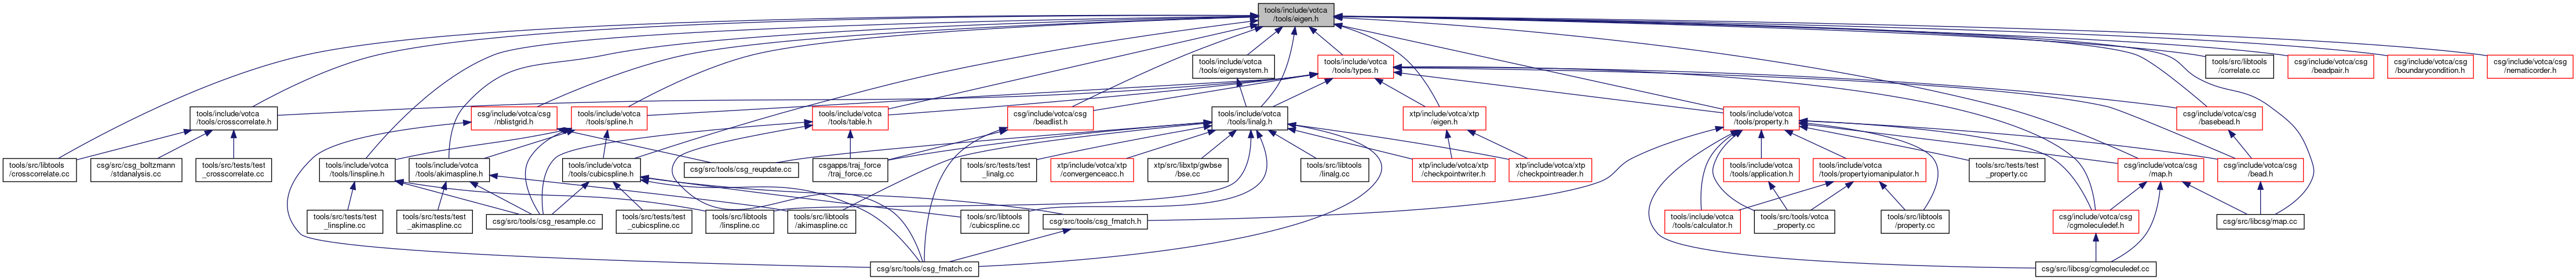 tools/include/votca
/tools/eigen.h
tools/include/votca
/tools/eigensystem.h
tools/include/votca
/tools/types.h
tools/src/libtools
/correlate.cc
csg/include/votca/csg
/beadpair.h
csg/include/votca/csg
/boundarycondition.h
csg/include/votca/csg
/nematicorder.h
tools/include/votca
/tools/crosscorrelate.h
csg/include/votca/csg
/nblistgrid.h
tools/include/votca
/tools/spline.h
tools/include/votca
/tools/table.h
csg/include/votca/csg
/beadlist.h
tools/include/votca
/tools/linalg.h
xtp/include/votca/xtp
/eigen.h
tools/include/votca
/tools/property.h
csg/include/votca/csg
/basebead.h
tools/src/libtools
/crosscorrelate.cc
csg/src/csg_boltzmann
/stdanalysis.cc
tools/src/tests/test
_crosscorrelate.cc
tools/include/votca
/tools/linspline.h
tools/include/votca
/tools/akimaspline.h
tools/include/votca
/tools/cubicspline.h
csg/src/tools/csg_reupdate.cc
csgapps/traj_force
/traj_force.cc
tools/src/tests/test
_linalg.cc
xtp/include/votca/xtp
/convergenceacc.h
xtp/src/libxtp/gwbse
/bse.cc
tools/src/libtools
/linalg.cc
xtp/include/votca/xtp
/checkpointwriter.h
xtp/include/votca/xtp
/checkpointreader.h
tools/include/votca
/tools/application.h
tools/include/votca
/tools/propertyiomanipulator.h
tools/src/tests/test
_property.cc
csg/include/votca/csg
/map.h
csg/include/votca/csg
/bead.h
tools/src/tests/test
_linspline.cc
tools/src/tests/test
_akimaspline.cc
csg/src/tools/csg_resample.cc
tools/src/tests/test
_cubicspline.cc
tools/src/libtools
/linspline.cc
tools/src/libtools
/akimaspline.cc
tools/src/libtools
/cubicspline.cc
csg/src/tools/csg_fmatch.h
tools/include/votca
/tools/calculator.h
tools/src/tools/votca
_property.cc
tools/src/libtools
/property.cc
csg/include/votca/csg
/cgmoleculedef.h
csg/src/libcsg/map.cc
csg/src/tools/csg_fmatch.cc
csg/src/libcsg/cgmoleculedef.cc